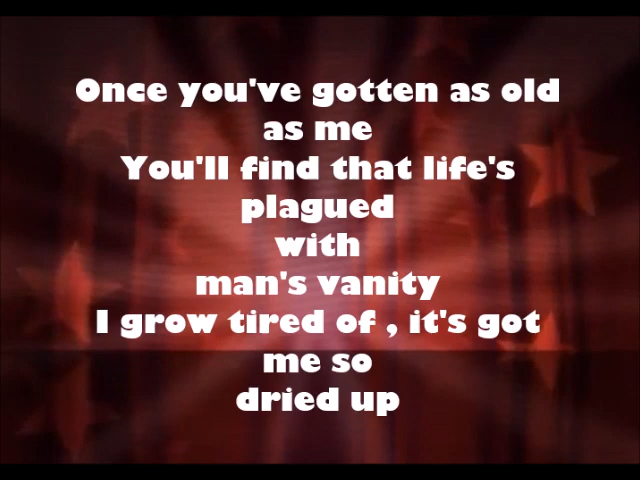 Once you've gotten as old
as me
You'll find that life's
plagued
with
man's vanity
I grow tired of , it's got
me so
dried up